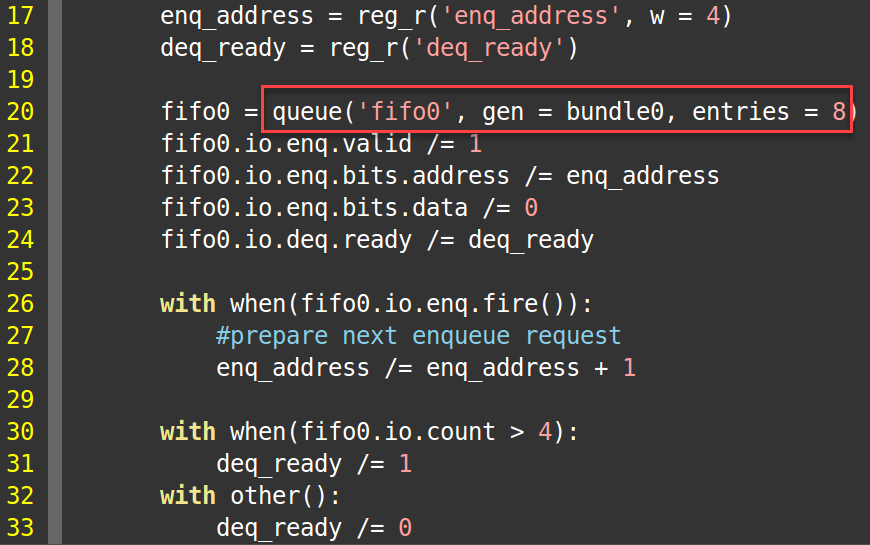 17 enq_address = reg_r('enq_address', w = 4)
18 deq_ready = reg_r('deq_ready')
19
20 fifo0 = queue('fifo0', gen = bundle0, entries = 8)
21 fifo0.io.enq.valid /= 1
22 fifo0.io.enq.bits.address /= enq_address
23 fifo0.io.enq.bits.data /= 0
24 fifo0.io.deq.ready /= deq_ready
25
26 with when(fifo0.io.enq.fire()):
27 #prepare next enqueue request
28 enq_address /= enq_address + 1
29
30 with when(fifo0.io.count > 4):
31 deq_ready /= 1
32 with other():
33 deq_ready /= 0